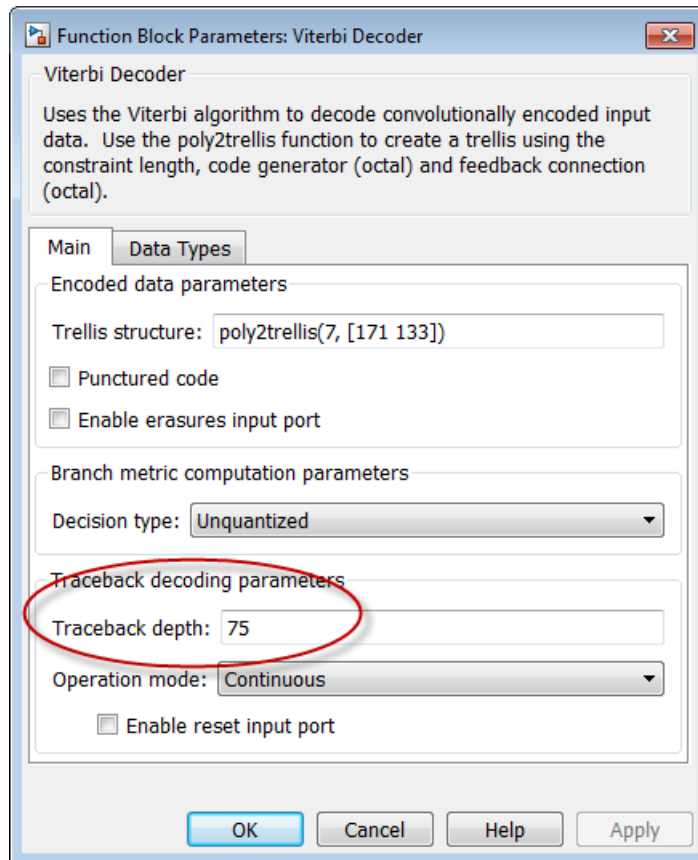 Function Block Parameters: Viterbi Decoder
Viterbi Decoder
Uses the Viterbi algorithm to decode convolutionally encoded input
data.  Use the poly2trellis function to create a trellis using the
constraint length, code generator (octal) and feedback connection
(octal).
Main
Data Types
Encoded data parameters
Trellis structure: poly2trellis(7, [171 133])
Punctured code
Enable erasures input port
Branch metric computation parameters
Decision type: Unquantized
Traceback decoding parameters
Traceback depth: 75
Operation mode: Continuous
Enable reset input port
OK Cancel Help Apply